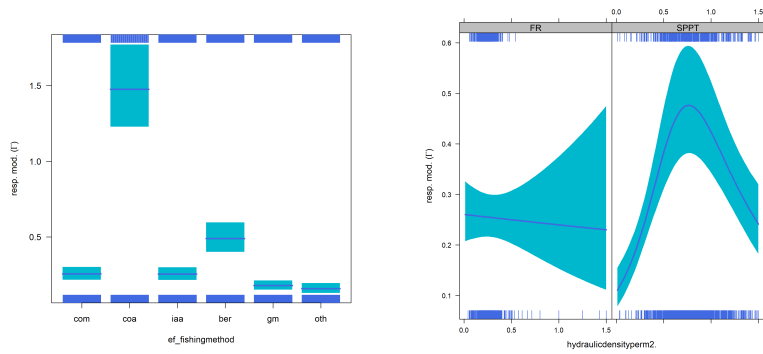 resp. mod. (Γ)
1.5
1.0
0.5
com coa iaa ber gm oth
ef_fishingmethod
0.0 0.5 1.0 1.5
FR SPPT
resp. mod. (Γ)
0.6
0.5
0.4
0.3
0.2
0.1
0.0 0.5 1.0 1.5
hydraulicdensityperm2.